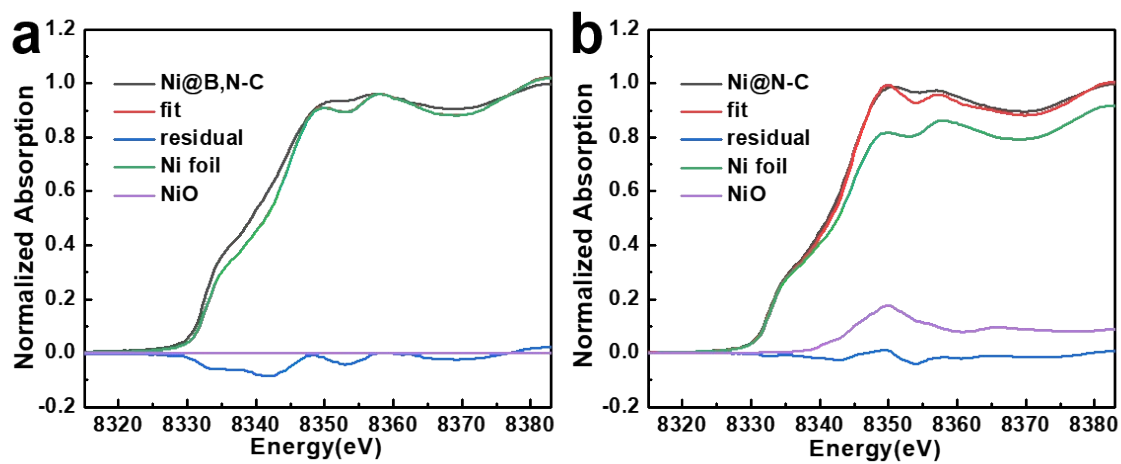 a
Normalized Absorption
1.2
1.0
0.8
0.6
0.4
0.2
0.0
-0.2
Ni@B,N-C
fit
residual
Ni foil
NiO
8320 8330 8340 8350 8360 8370 8380
Energy(eV)
b
Normalized Absorption
1.2
1.0
0.8
0.6
0.4
0.2
0.0
-0.2
Ni@N-C
fit
residual
Ni foil
NiO
8320 8330 8340 8350 8360 8370 8380
Energy(eV)